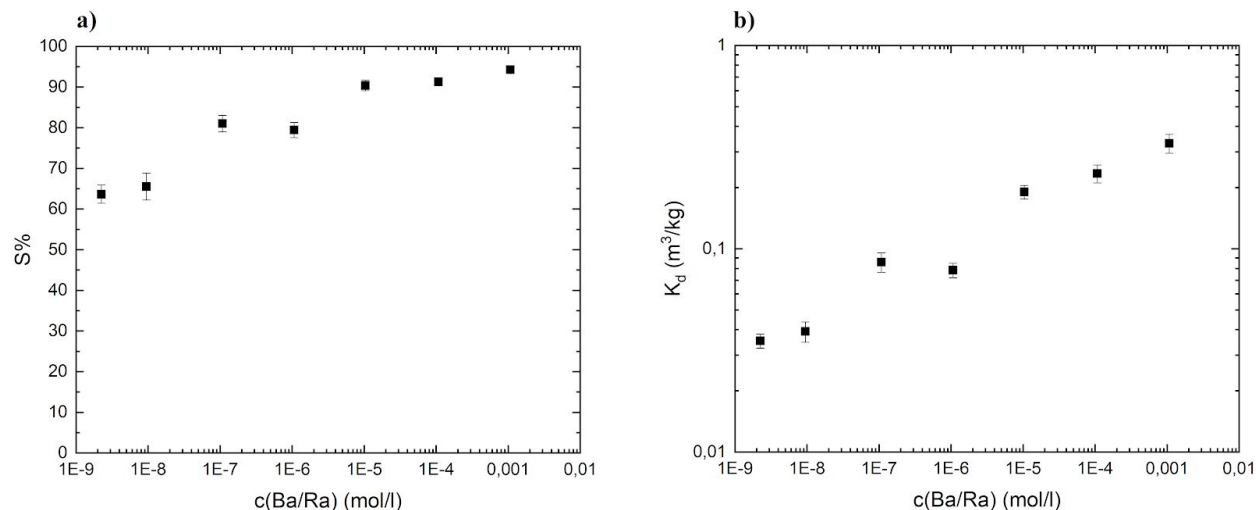 a)
100
90
80
70
60
50
40
30
20
10
0
S%
1E-9 1E-8 1E-7 1E-6 1E-5 1E-4 0,001 0,01
c(Ba/Ra) (mol/l)
b)
1
0,1
0,01
K_d (m³/kg)
1E-9 1E-8 1E-7 1E-6 1E-5 1E-4 0,001 0,01
c(Ba/Ra) (mol/l)